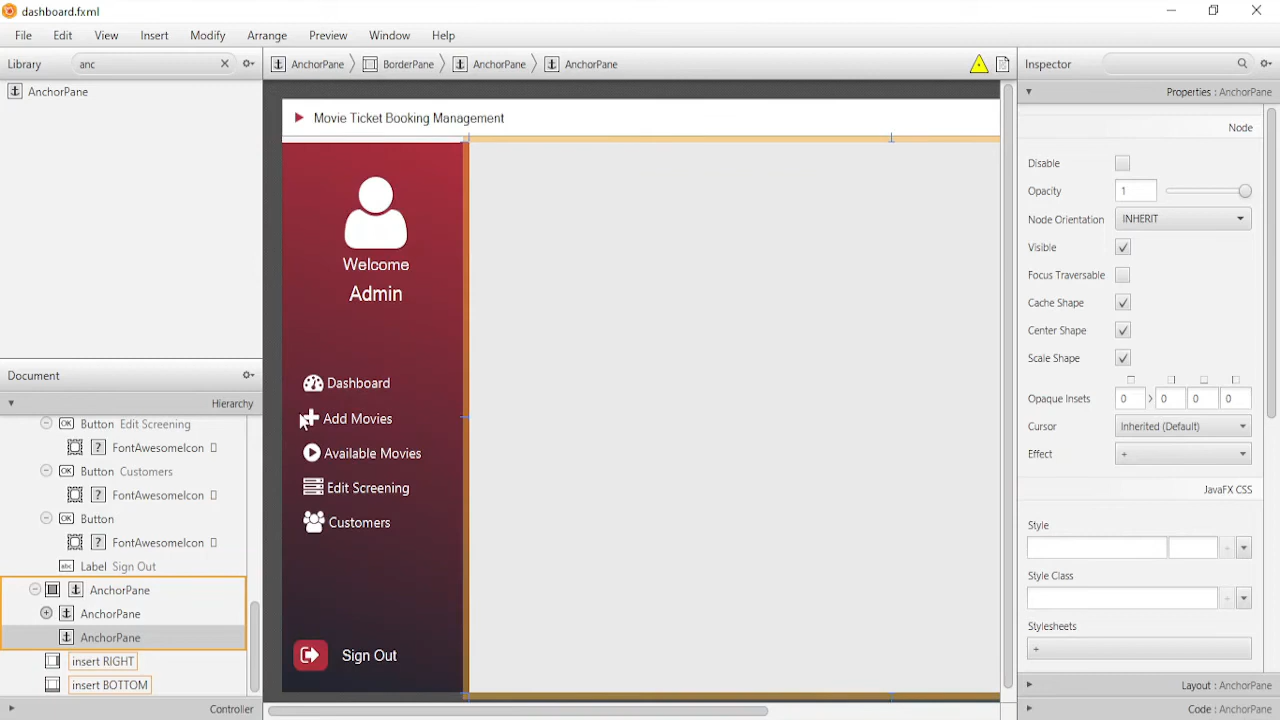 dashboard.fxml
File Edit View Insert Modify Arrange Preview Window Help
Library anc
AnchorPane BorderPane AnchorPane AnchorPane
Inspector
AnchorPane
Properties : AnchorPane
Movie Ticket Booking Management
Node
Disable
Opacity 1
Node Orientation INHERIT
Visible
Focus Traversable
Cache Shape
Center Shape
Scale Shape
Opaque Insets 0 0 0 0
Cursor Inherited (Default)
Effect +
JavaFX CSS
Style
Style Class
Stylesheets
+
Layout : AnchorPane
Code : AnchorPane
Welcome
Admin
Dashboard
Add Movies
Available Movies
Edit Screening
Customers
Sign Out
Document
Hierarchy
OK Button Edit Screening
? FontAwesomeIcon
OK Button Customers
? FontAwesomeIcon
OK Button
? FontAwesomeIcon
abc Label Sign Out
AnchorPane
AnchorPane
AnchorPane
insert RIGHT
insert BOTTOM
Controller